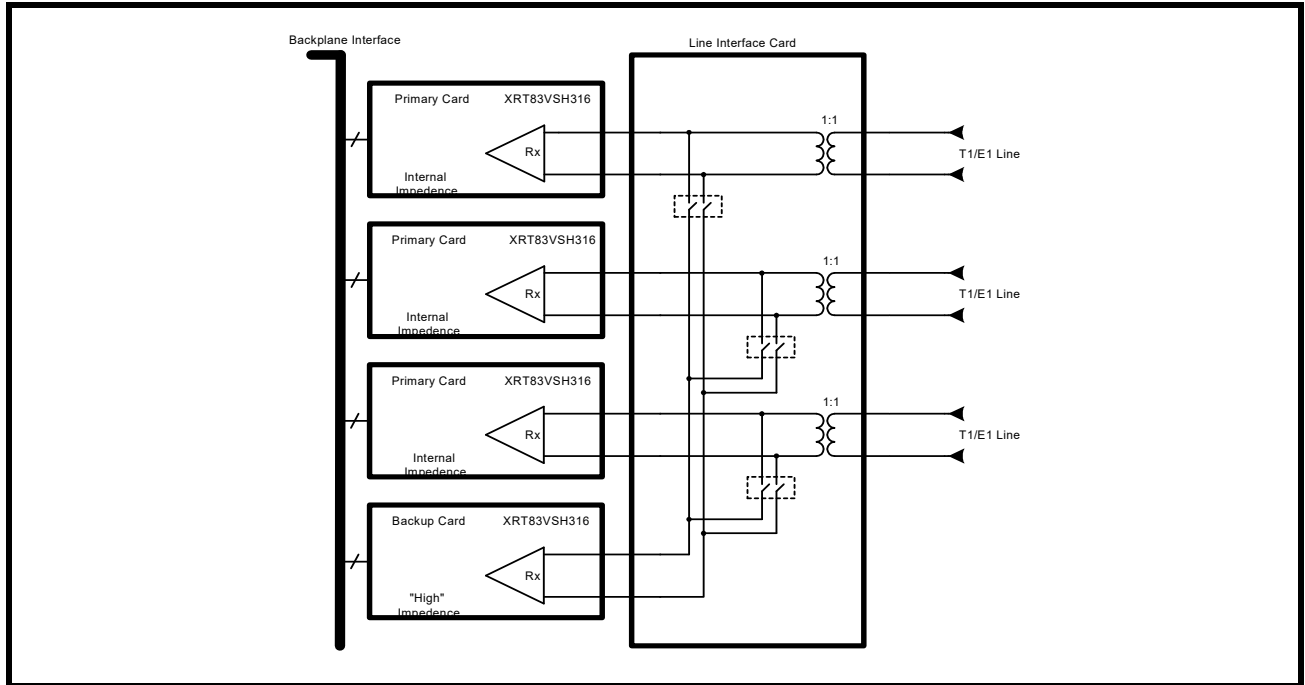 Backplane Interface
Line Interface Card
Primary Card XRT83VSH316
Rx
Internal
Impedence
1:1
T1/E1 Line
Primary Card XRT83VSH316
Rx
Internal
Impedence
1:1
T1/E1 Line
Primary Card XRT83VSH316
Rx
Internal
Impedence
1:1
T1/E1 Line
Backup Card XRT83VSH316
Rx
"High"
Impedence